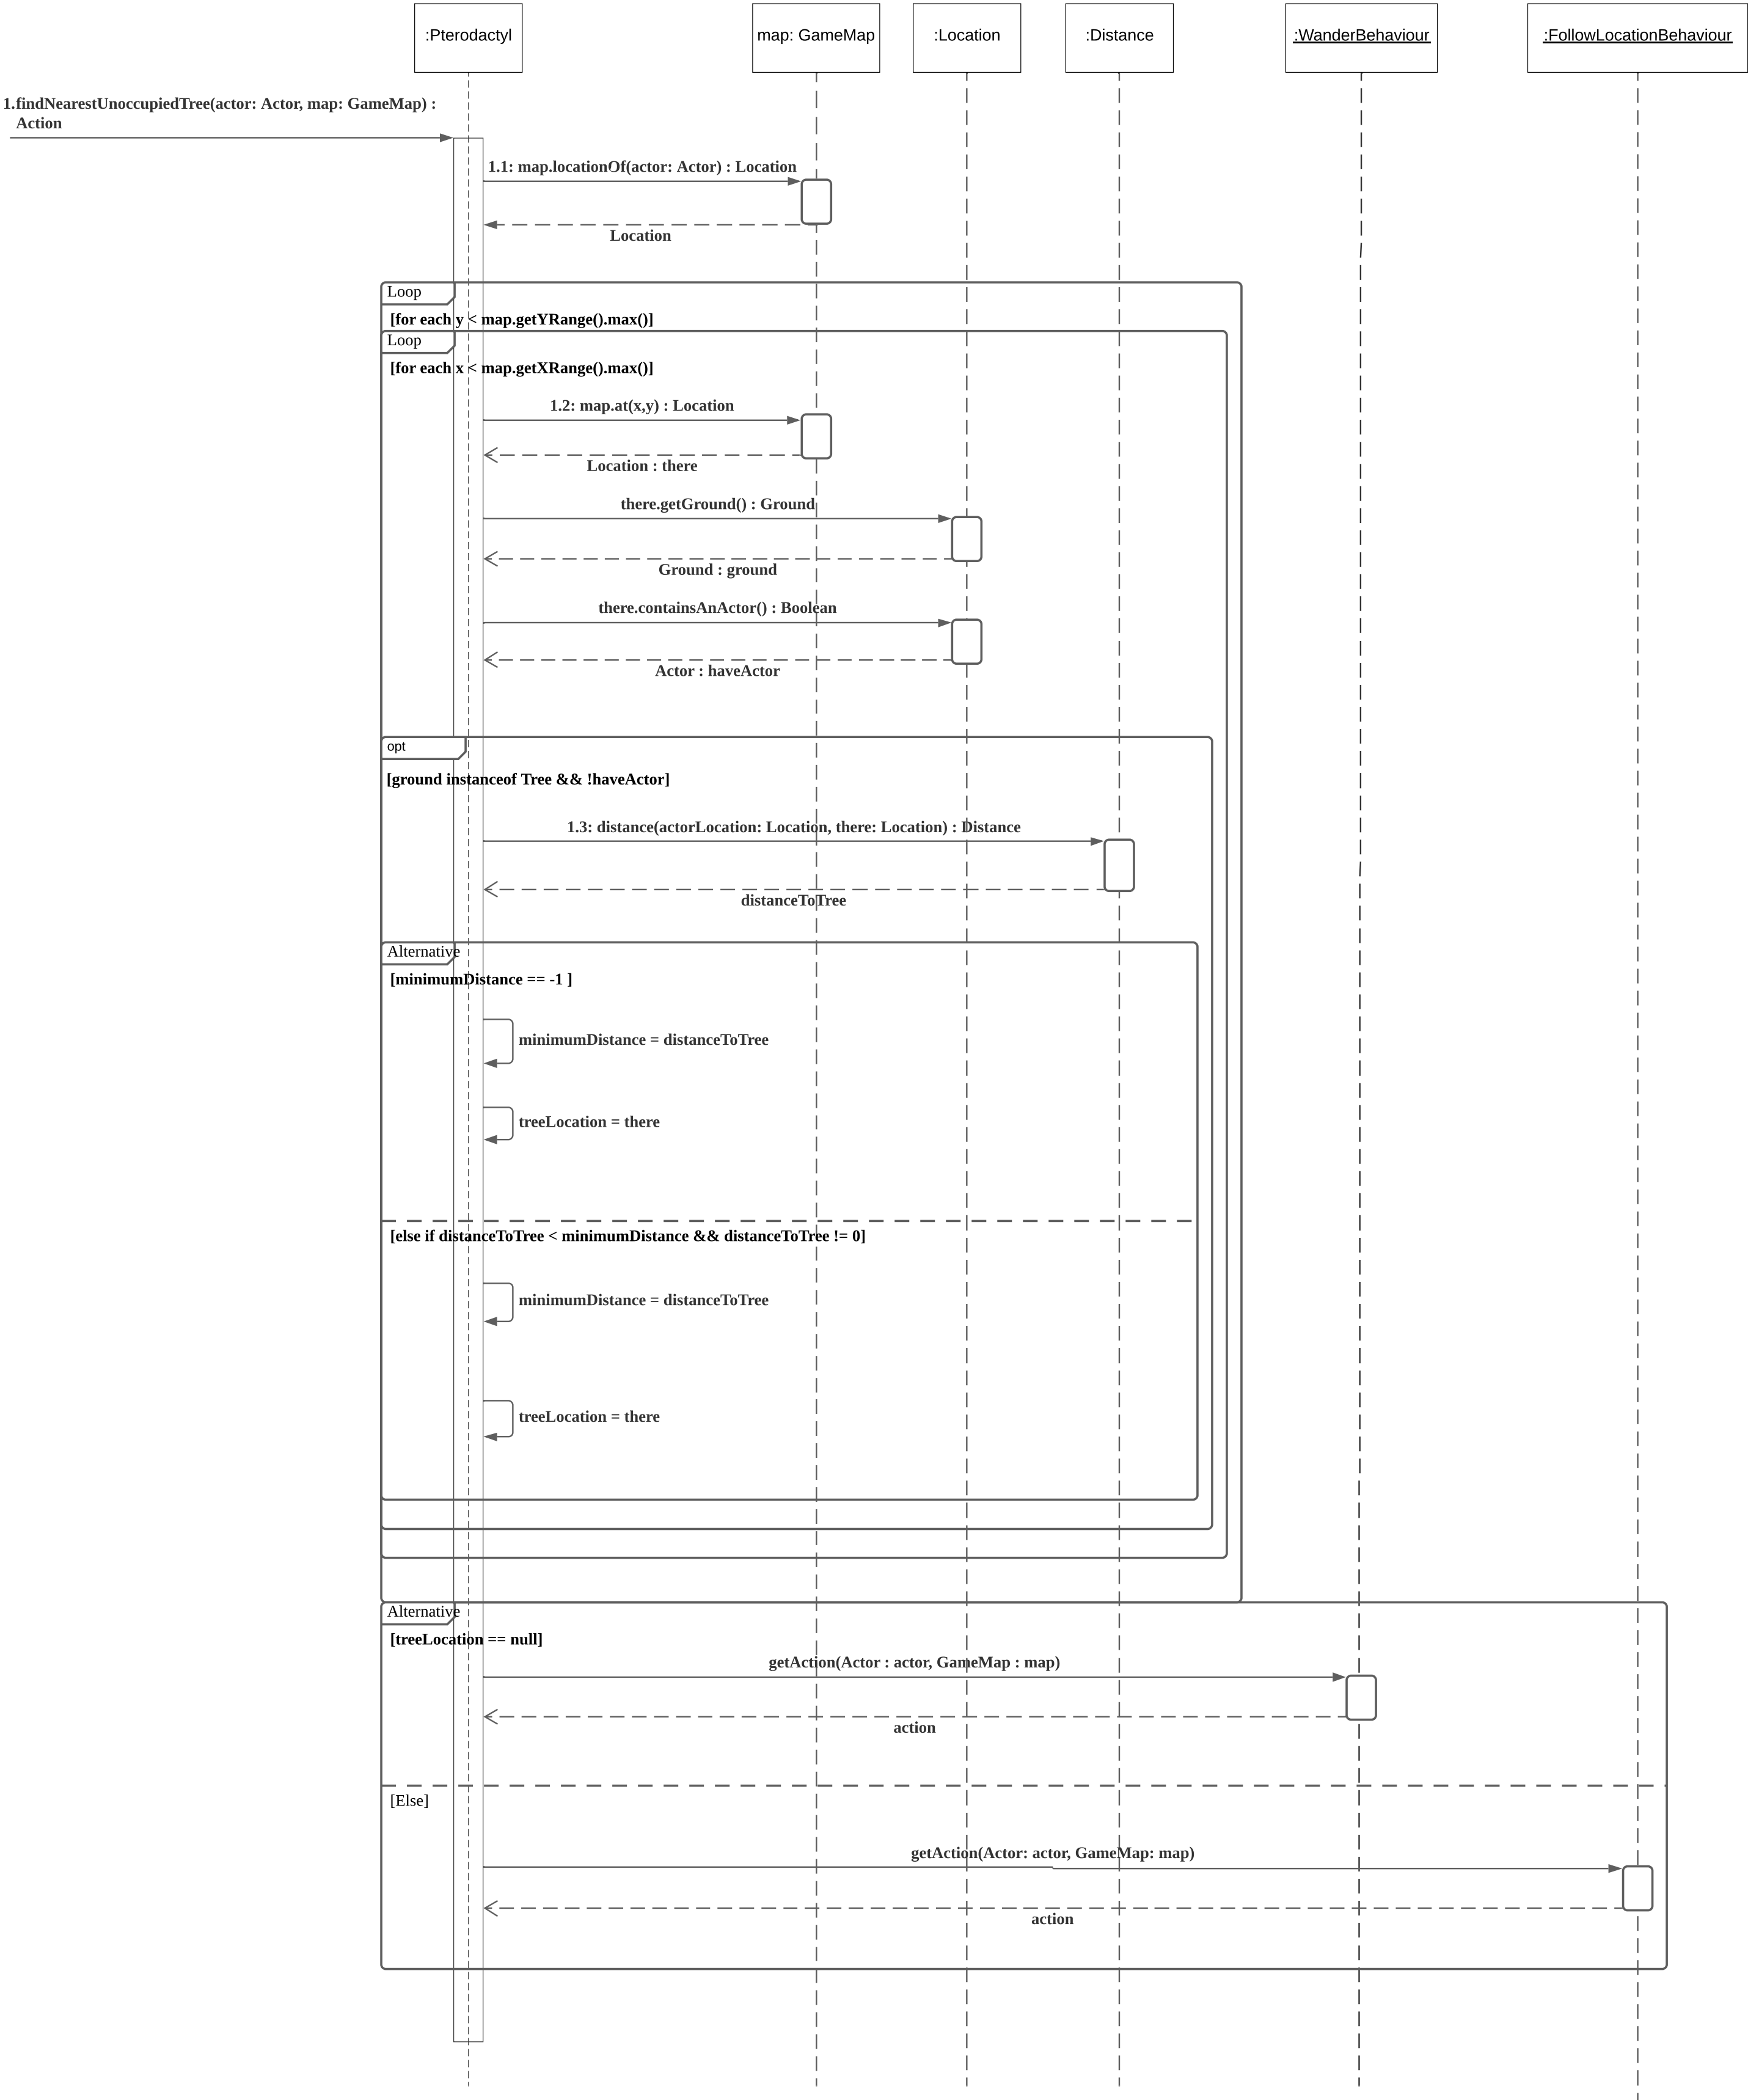 :Pterodactyl
map: GameMap
:Location
:Distance
:WanderBehaviour
:FollowLocationBehaviour
1.findNearestUnoccupiedTree(actor: Actor, map: GameMap) :
Action
1.1: map.locationOf(actor: Actor) : Location
Location
Loop
[for each y < map.getYRange().max()]
Loop
[for each x < map.getXRange().max()]
1.2: map.at(x,y) : Location
Location : there
there.getGround() : Ground
Ground : ground
there.containsAnActor() : Boolean
Actor : haveActor
opt
[ground instanceof Tree && !haveActor]
1.3: distance(actorLocation: Location, there: Location) : Distance
distanceToTree
Alternative
[minimumDistance == -1 ]
minimumDistance = distanceToTree
treeLocation = there
[else if distanceToTree < minimumDistance && distanceToTree != 0]
minimumDistance = distanceToTree
treeLocation = there
Alternative
[treeLocation == null]
getAction(Actor : actor, GameMap : map)
action
[Else]
getAction(Actor: actor, GameMap: map)
action